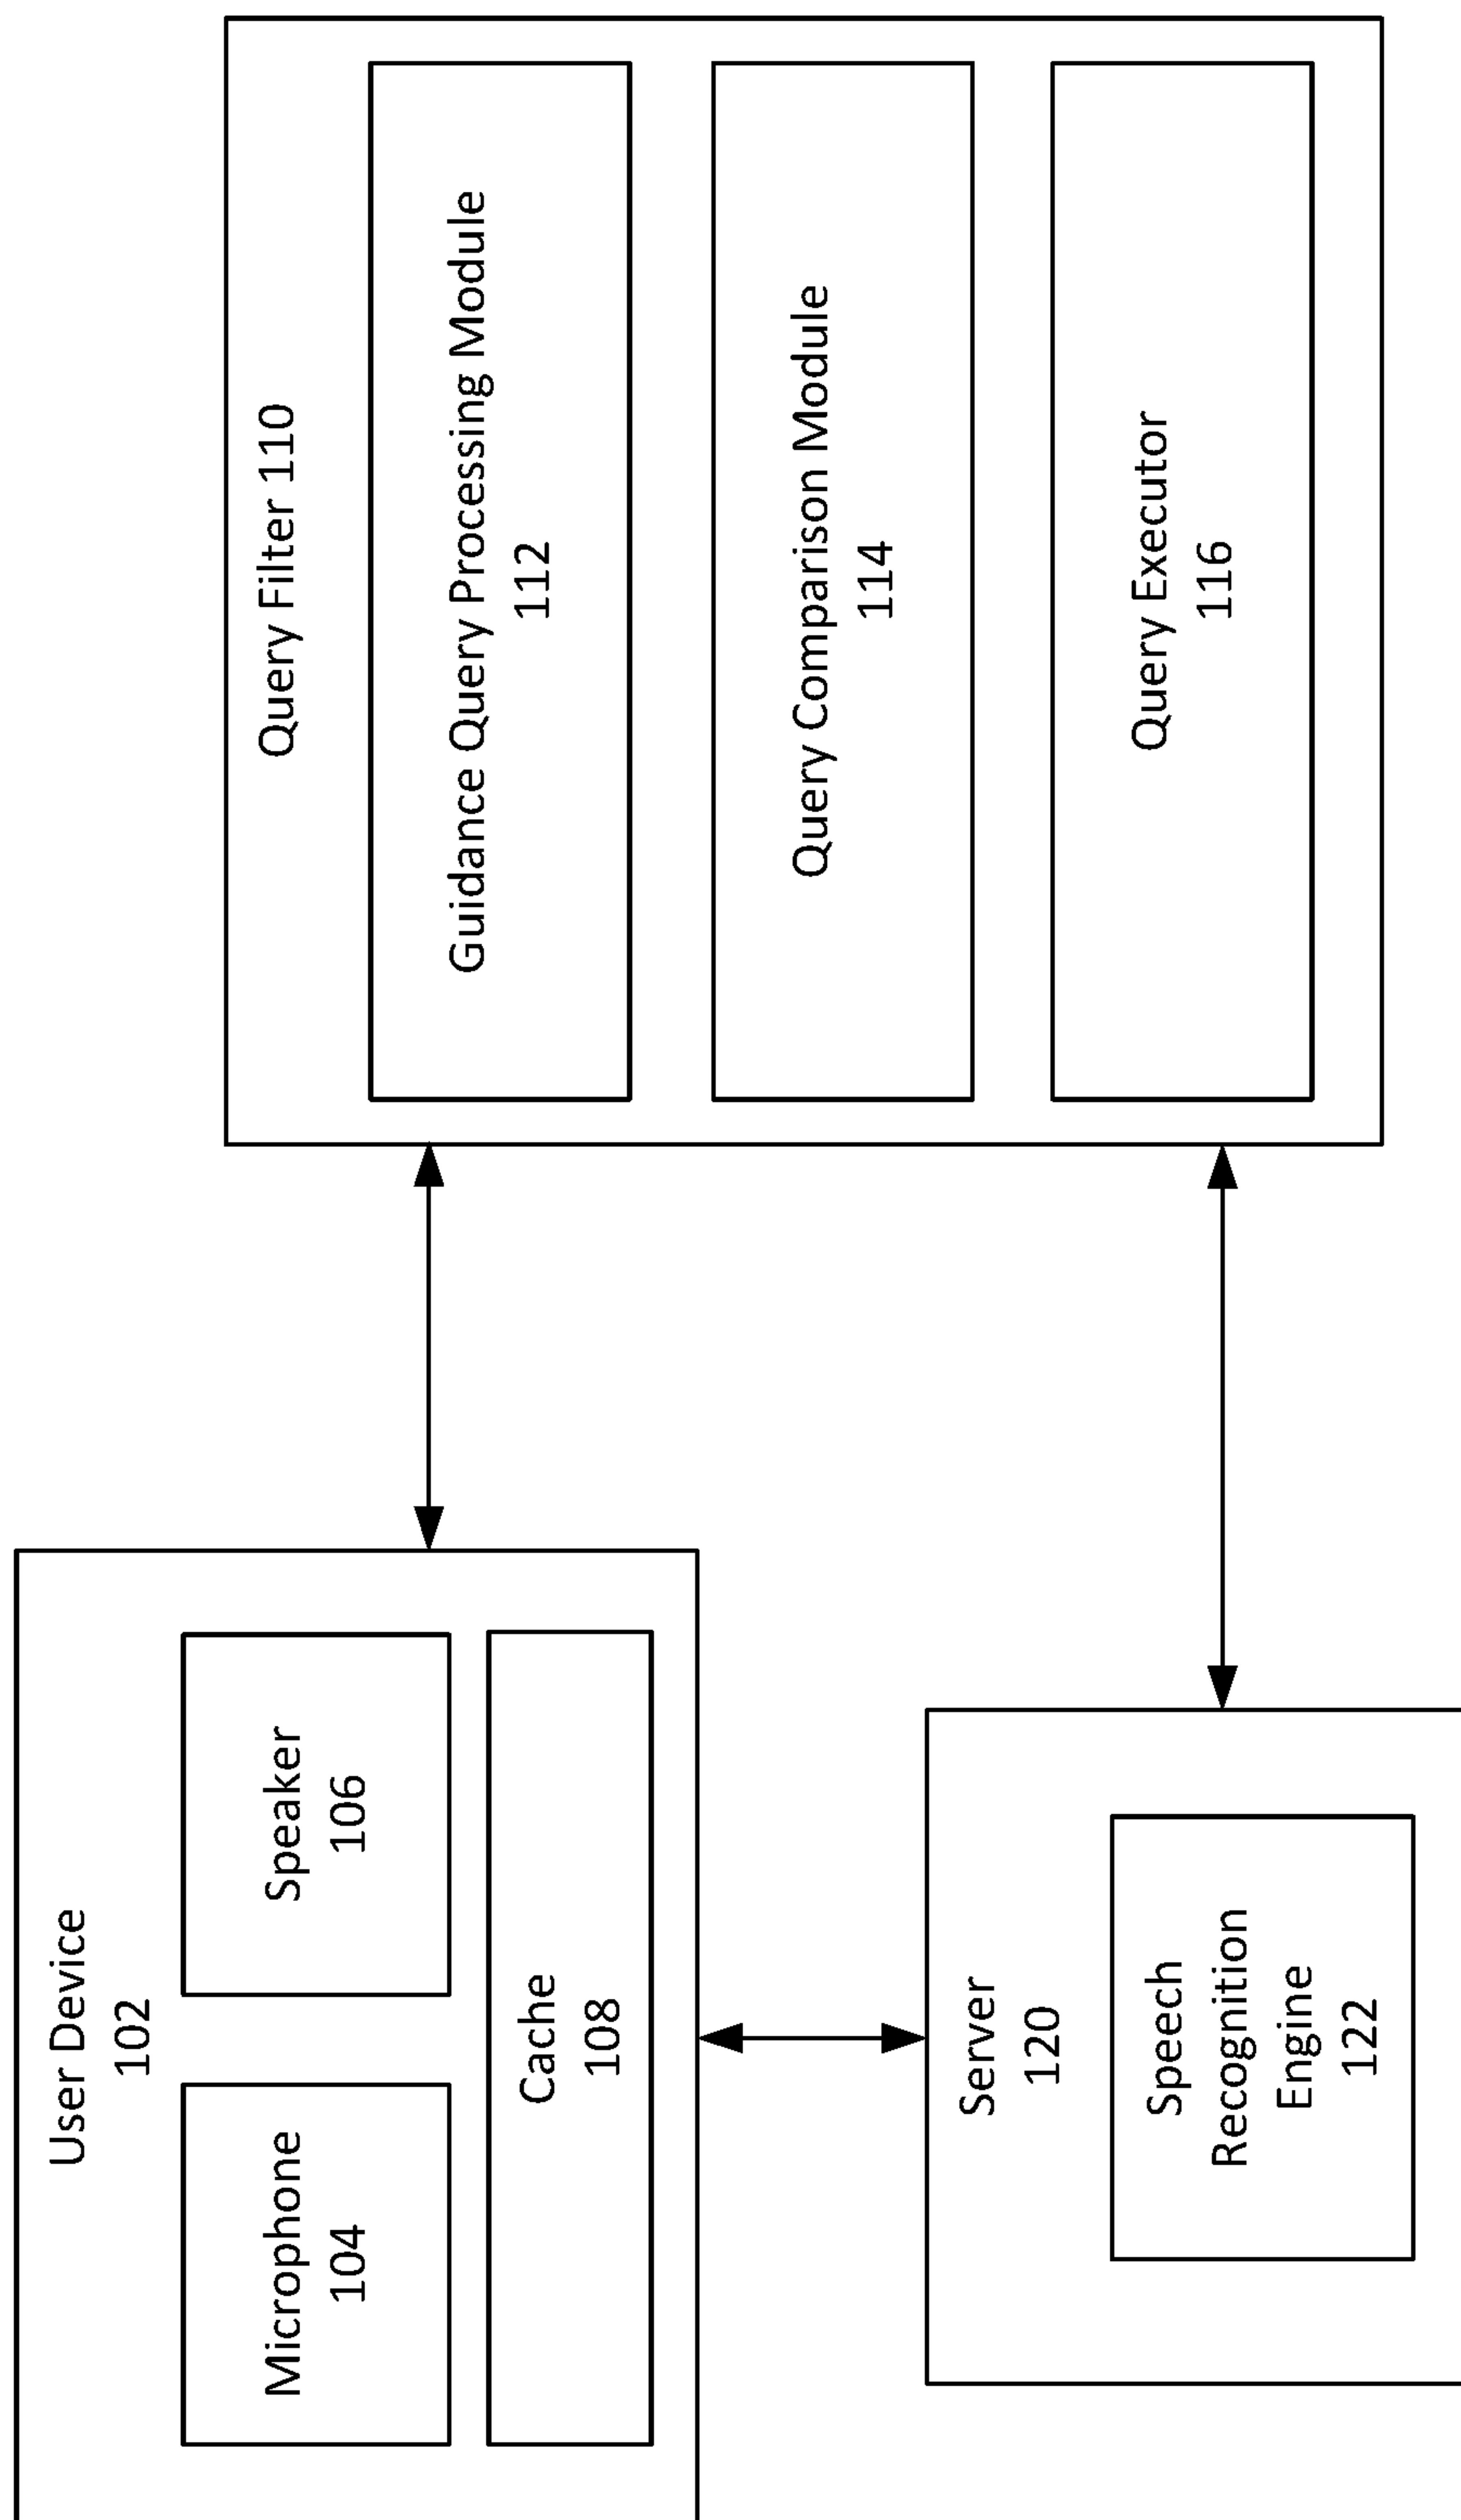 User Device
102
Microphone
104
Speaker
106
Cache
108
Server
120
Speech
Recognition
Engine
122
Query Filter 110
Guidance Query Processing Module
112
Query Comparison Module
114
Query Executor
116